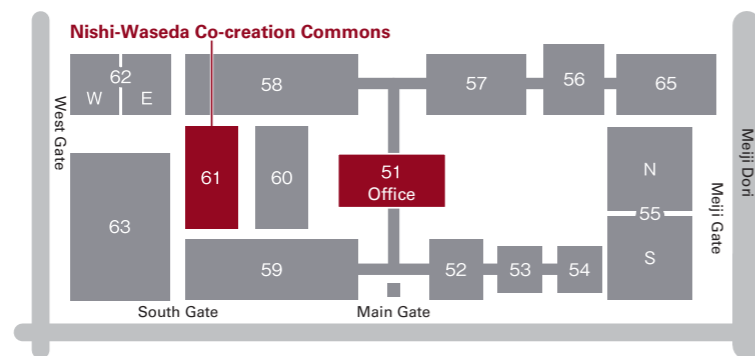 Nishi-Waseda Co-creation Commons
62
W
E
58
57
56
65
West Gate
61
60
51
Office
N
55
S
Meiji Gate
Meiji Dori
63
59
52
53
54
South Gate
Main Gate